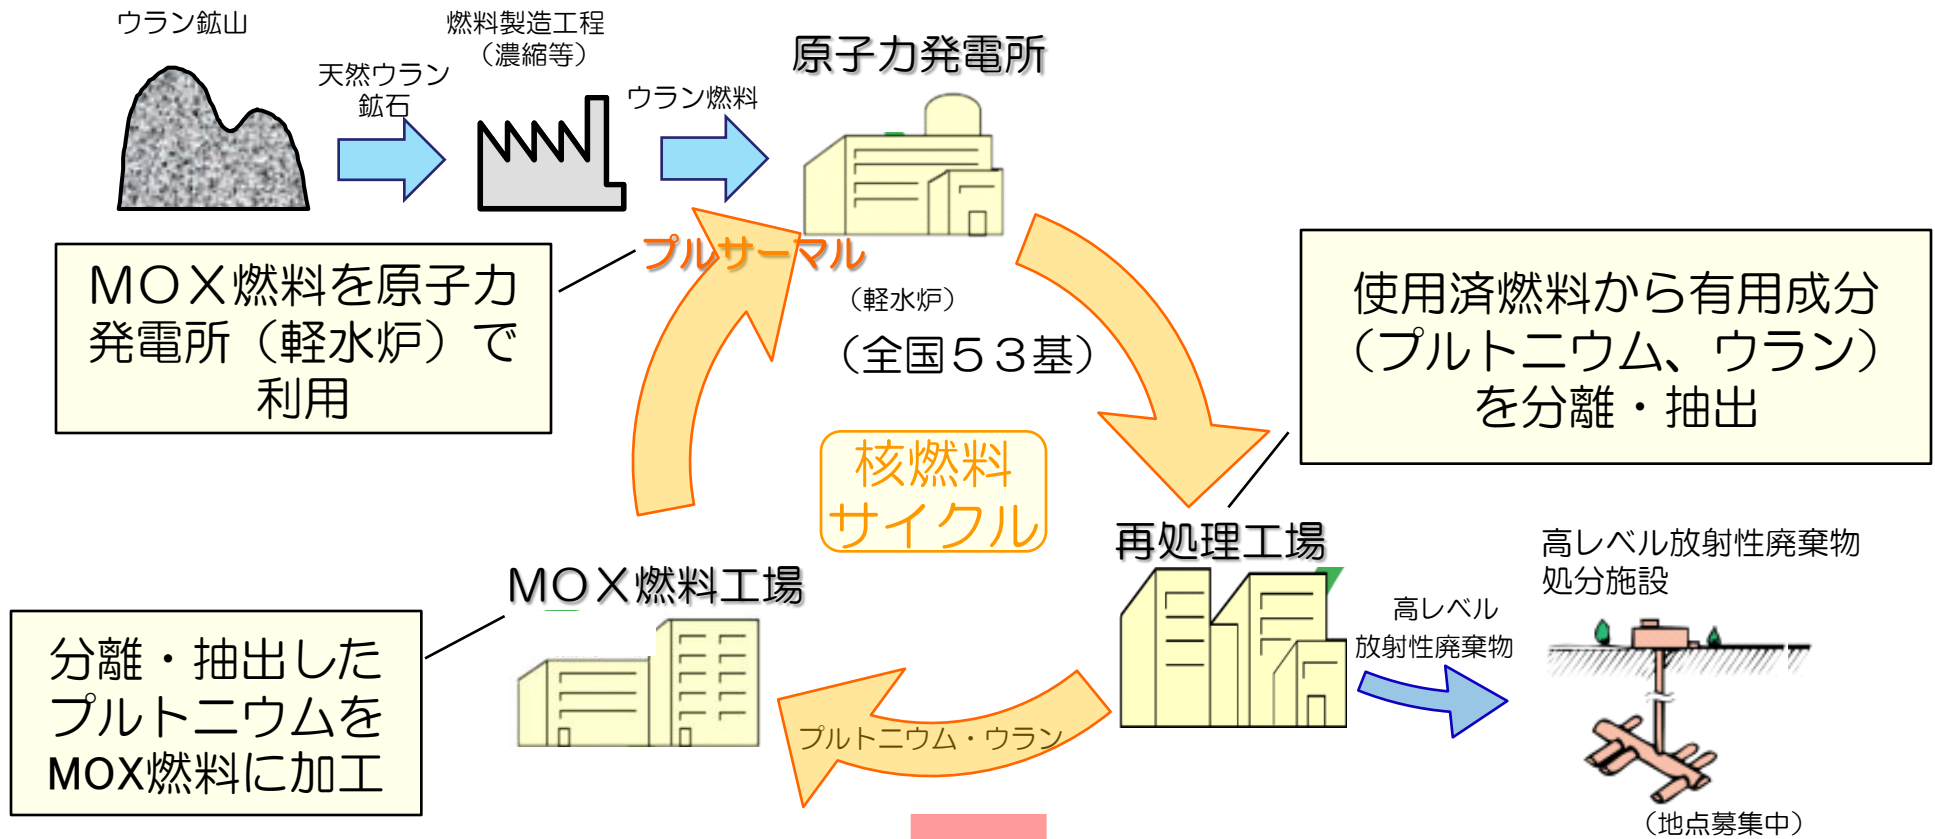 ウラン鉱山
天然ウラン
鉱石
燃料製造工程
（濃縮等）
ウラン燃料
原子力発電所
プルサーマル
ＭＯＸ燃料を原子力
発電所（軽水炉）で
利用
（軽水炉）
（全国５３基）
使用済燃料から有用成分
（プルトニウム、ウラン）
を分離・抽出
核燃料
サイクル
再処理工場
高レベル放射性廃棄物
処分施設
高レベル
放射性廃棄物
ＭＯＸ燃料工場
分離・抽出した
プルトニウムを
MOX燃料に加工
プルトニウム・ウラン
（地点募集中）